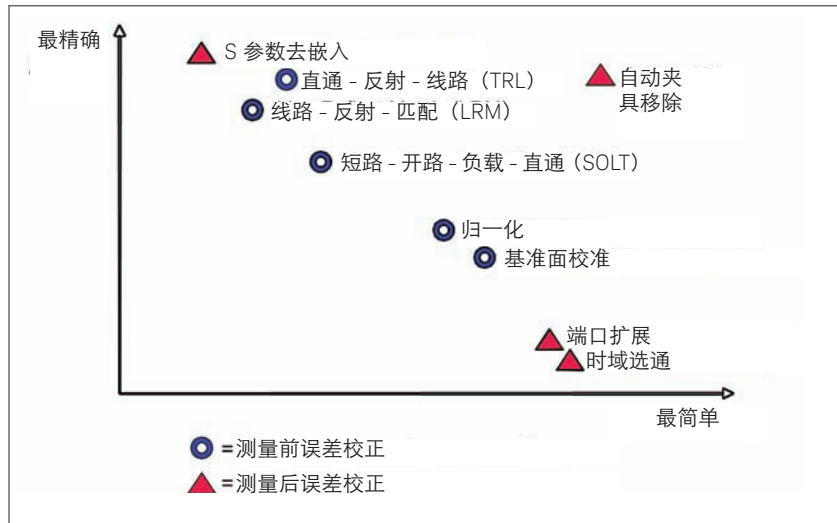 最精确
S 参数去嵌入
直通 - 反射 - 线路（TRL）
自动夹
具移除
线路 - 反射 - 匹配（LRM）
短路 - 开路 - 负载 - 直通（SOLT）
归一化
基准面校准
端口扩展
时域选通
最简单
=测量前误差校正
=测量后误差校正